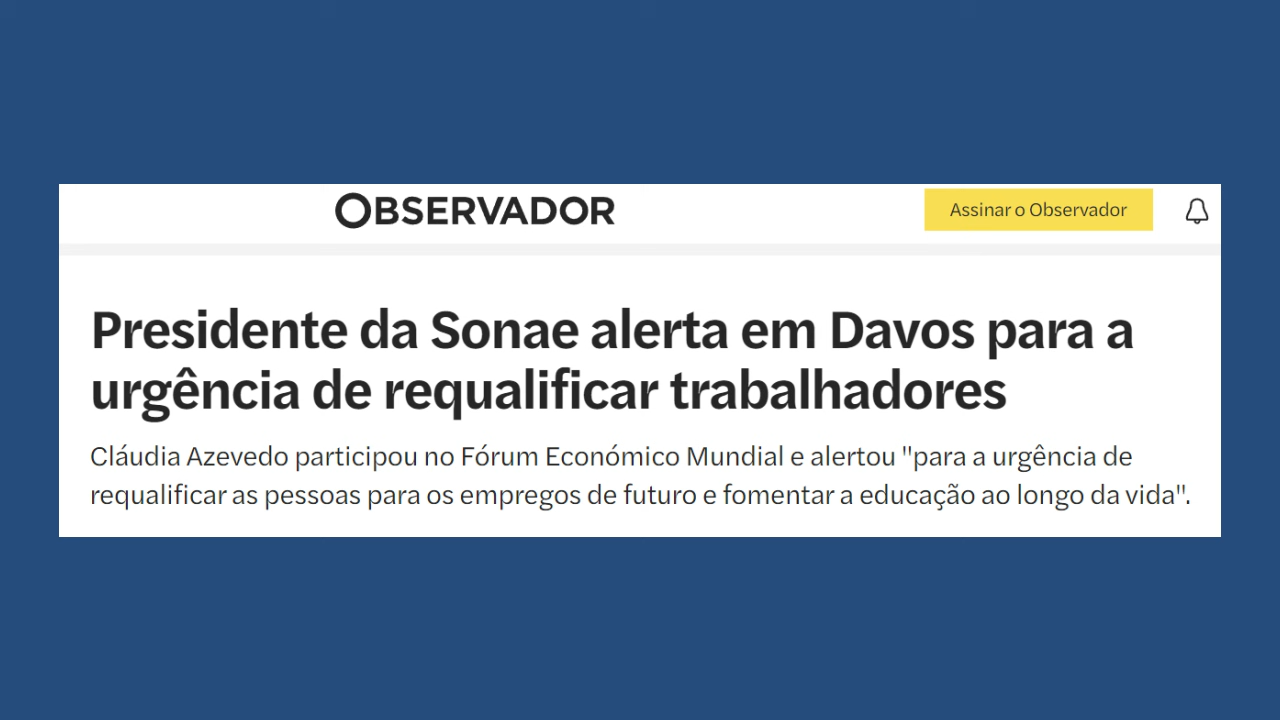 OBSERVADOR
Assinar o Observador
Presidente da Sonae alerta em Davos para a
urgência de requalificar trabalhadores
Cláudia Azevedo participou no Fórum Económico Mundial e alertou "para a urgência de
requalificar as pessoas para os empregos de futuro e fomentar a educação ao longo da vida".